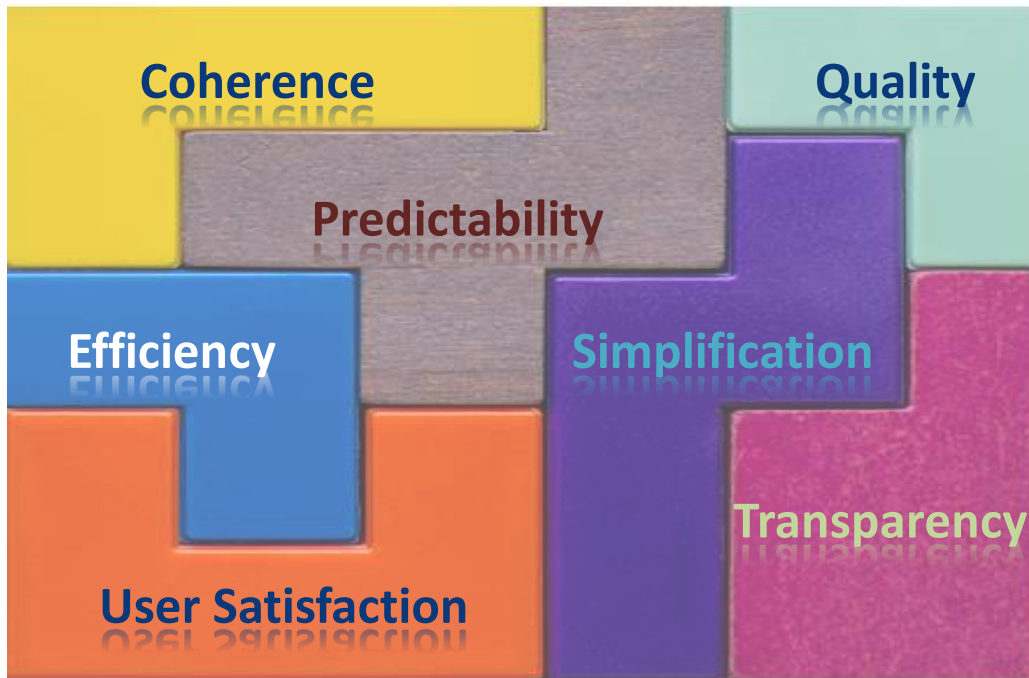 Coherence
Quality
Predictability
Efficiency
Simplification
Transparency
User Satisfaction